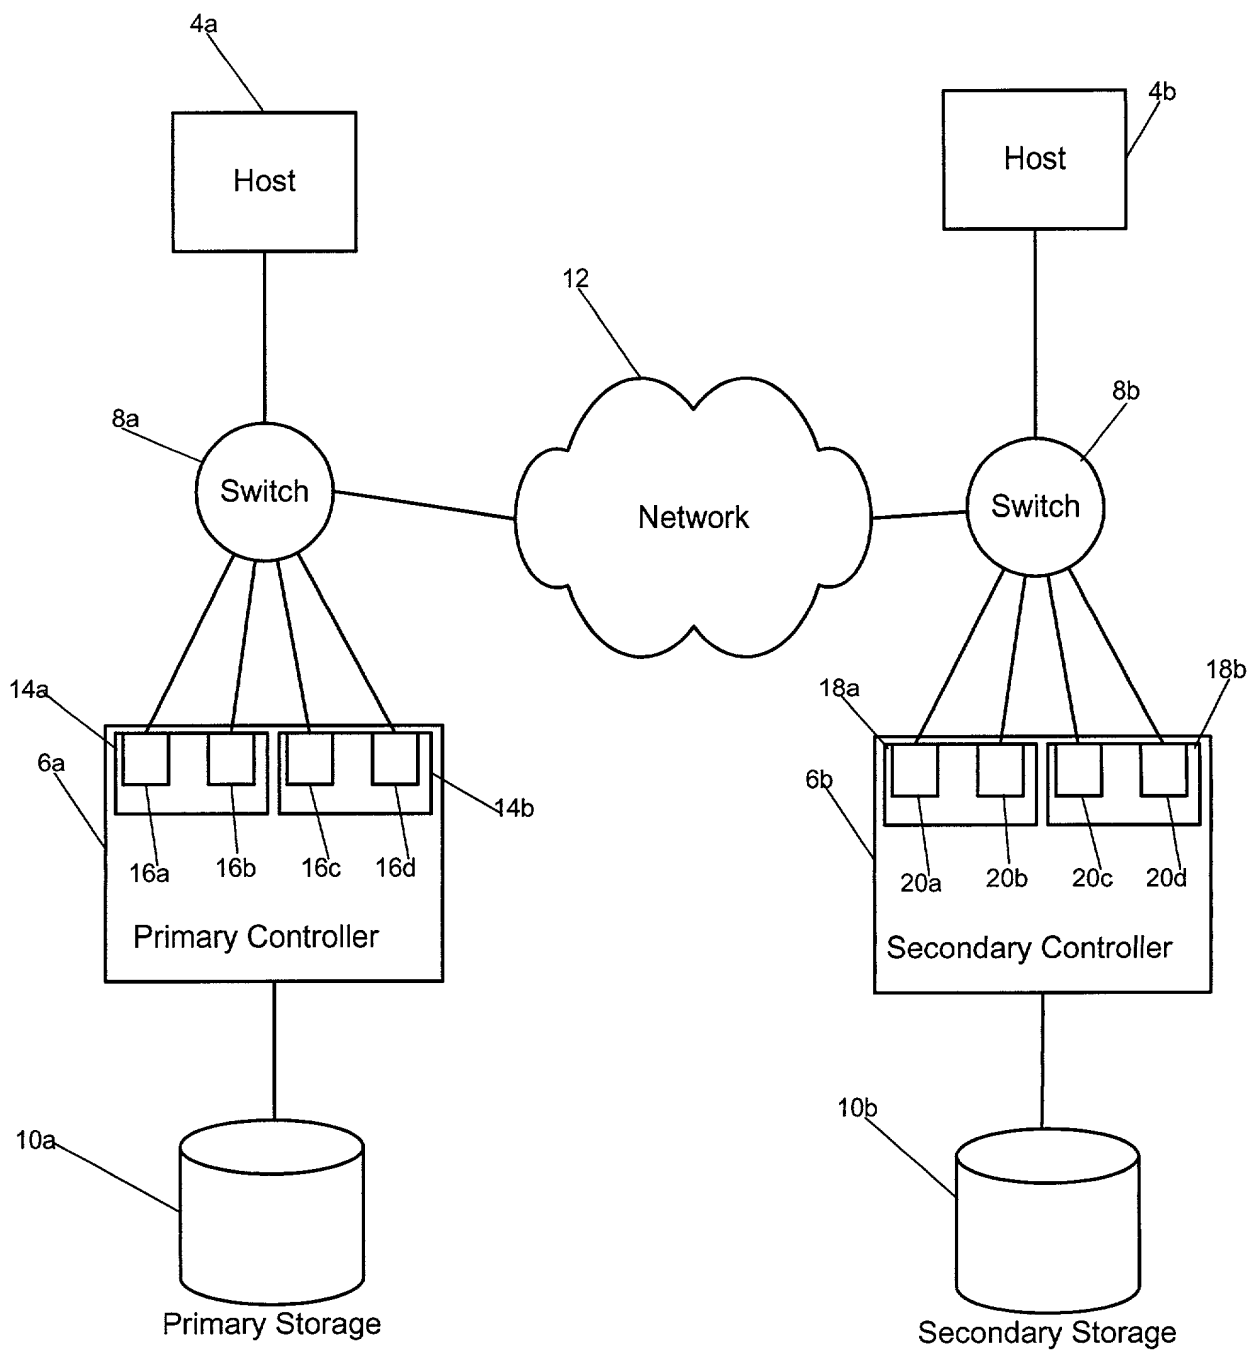 4a
4b
Host
Host
12
8a
8b
Switch
Network
Switch
14a
18a
18b
6a
6b
14b
16a
16b
16c
16d
20a
20b
20c
20d
Primary Controller
Secondary Controller
10a
10b
Primary Storage
Secondary Storage